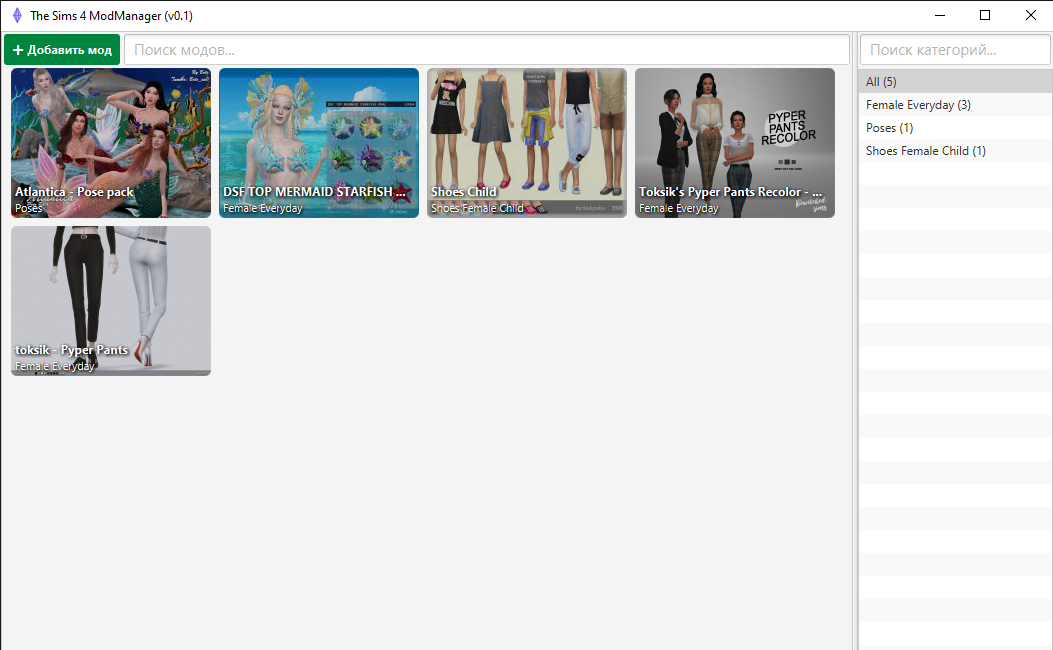 The Sims 4 ModManager (v0.1)
+ Добавить мод
Поиск модов...
Поиск категорий...
All (5)
Female Everyday (3)
Poses (1)
Shoes Female Child (1)
Atlantica - Pose pack
Poses
DSF TOP MERMAID STARFISH ...
Female Everyday
Shoes Child
Shoes Female Child
PYPER
PANTS
RECOLOR
Toksik's Pyper Pants Recolor - ...
Female Everyday
toksik - Pyper Pants
Female Everyday